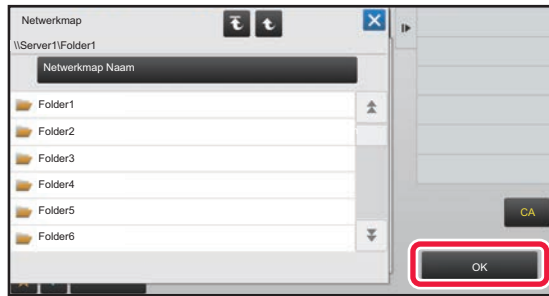 Netwerkmap
\\Server1\Folder1
Netwerkmap Naam
Folder1
Folder2
Folder3
Folder4
Folder5
Folder6
CA
OK